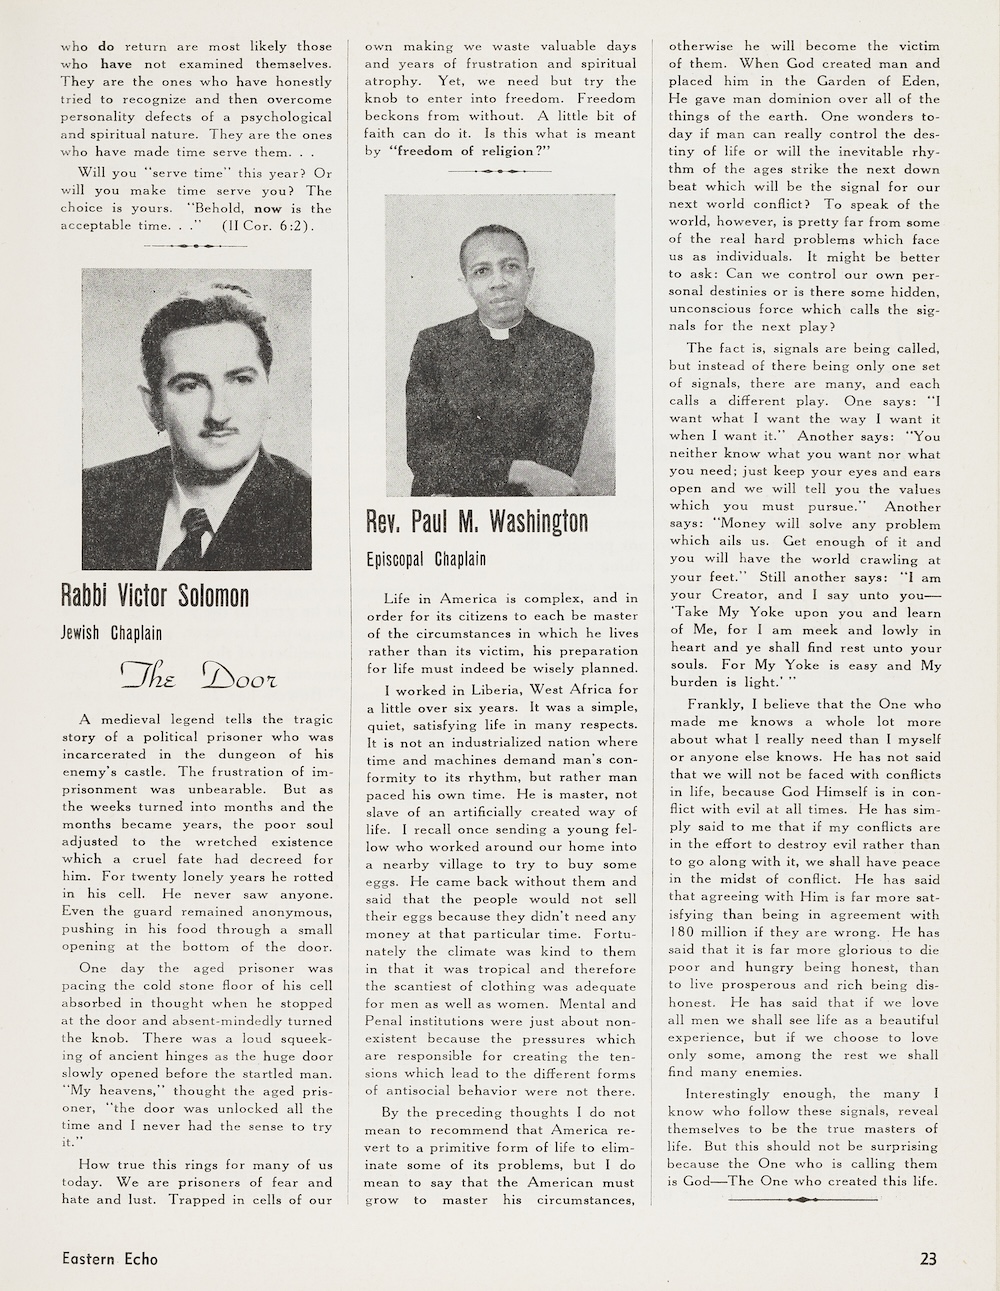 who do return are most likely those
who have not examined themselves.
They are the ones who have honestly
tried to recognize and then overcome
personality defects of a psychological
and spiritual nature. They are the ones
who have made time serve them. . .
Will you "serve time" this year? Or
will you make time serve you? The
choice is yours. "Behold, now is the
acceptable time. . ." (II Cor. 6:2).
Rabbi Victor Solomon
Jewish Chaplain
The Door
A medieval legend tells the tragic
story of a political prisoner who was
incarcerated in the dungeon of his
enemy's castle. The frustration of im-
prisonment was unbearable. But as
the weeks turned into months and the
months became years, the poor soul
adjusted to the wretched existence
which a cruel fate had decreed for
him. For twenty lonely years he rotted
in his cell. He never saw anyone.
Even the guard remained anonymous,
pushing in his food through a small
opening at the bottom of the door.
One day the aged prisoner was
pacing the cold stone floor of his cell
absorbed in thought when he stopped
at the door and absent-mindedly turned
the knob. There was a loud squeek-
ing of ancient hinges as the huge door
slowly opened before the startled man.
"My heavens," thought the aged pris-
oner, "the door was unlocked all the
time and I never had the sense to try
it."
How true this rings for many of us
today. We are prisoners of fear and
hate and lust. Trapped in cells of our
own making we waste valuable days
and years of frustration and spiritual
atrophy. Yet, we need but try the
knob to enter into freedom. Freedom
beckons from without. A little bit of
faith can do it. Is this what is meant
by "freedom of religion?"
Rev. Paul M. Washington
Episcopal Chaplain
Life in America is complex, and in
order for its citizens to each be master
of the circumstances in which he lives
rather than its victim, his preparation
for life must indeed be wisely planned.
I worked in Liberia, West Africa for
a little over six years. It was a simple,
quiet, satisfying life in many respects.
It is not an industrialized nation where
time and machines demand man's con-
formity to its rhythm, but rather man
paced his own time. He is master, not
slave of an artificially created way of
life. I recall once sending a young fel-
low who worked around our home into
a nearby village to try to buy some
eggs. He came back without them and
said that the people would not sell
their eggs because they didn't need any
money at that particular time. Fortu-
nately the climate was kind to them
in that it was tropical and therefore
the scantiest of clothing was adequate
for men as well as women. Mental and
Penal institutions were just about non-
existent because the pressures which
are responsible for creating the ten-
sions which lead to the different forms
of antisocial behavior were not there.
By the preceding thoughts I do not
mean to recommend that America re-
vert to a primitive form of life to elim-
inate some of its problems, but I do
mean to say that the American must
grow to master his circumstances,
otherwise he will become the victim
of them. When God created man and
placed him in the Garden of Eden,
He gave man dominion over all of the
things of the earth. One wonders to-
day if man can really control the des-
tiny of life or will the inevitable rhy-
thm of the ages strike the next down
beat which will be the signal for our
next world conflict? To speak of the
world, however, is pretty far from some
of the real hard problems which face
us as individuals. It might be better
to ask: Can we control our own per-
sonal destinies or is there some hidden,
unconscious force which calls the sig-
nals for the next play?
The fact is, signals are being called,
but instead of there being only one set
of signals, there are many, and each
calls a different play. One says: "I
want what I want the way I want it
when I want it." Another says: "You
neither know what you want nor what
you need; just keep your eyes and ears
open and we will tell you the values
which you must pursue." Another
says: "Money will solve any problem
which ails us. Get enough of it and
you will have the world crawling at
your feet." Still another says: "I am
your Creator, and I say unto you—
'Take My Yoke upon you and learn
of Me, for I am meek and lowly in
heart and ye shall find rest unto your
souls. For My Yoke is easy and My
burden is light.' "
Frankly, I believe that the One who
made me knows a whole lot more
about what I really need than I myself
or anyone else knows. He has not said
that we will not be faced with conflicts
in life, because God Himself is in con-
flict with evil at all times. He has sim-
ply said to me that if my conflicts are
in the effort to destroy evil rather than
to go along with it, we shall have peace
in the midst of conflict. He has said
that agreeing with Him is far more sat-
isfying than being in agreement with
180 million if they are wrong. He has
said that it is far more glorious to die
poor and hungry being honest, than
to live prosperous and rich being dis-
honest. He has said that if we love
all men we shall see life as a beautiful
experience, but if we choose to love
only some, among the rest we shall
find many enemies.
Interestingly enough, the many I
know who follow these signals, reveal
themselves to be the true masters of
life. But this should not be surprising
because the One who is calling them
is God—The One who created this life.
Eastern Echo
23